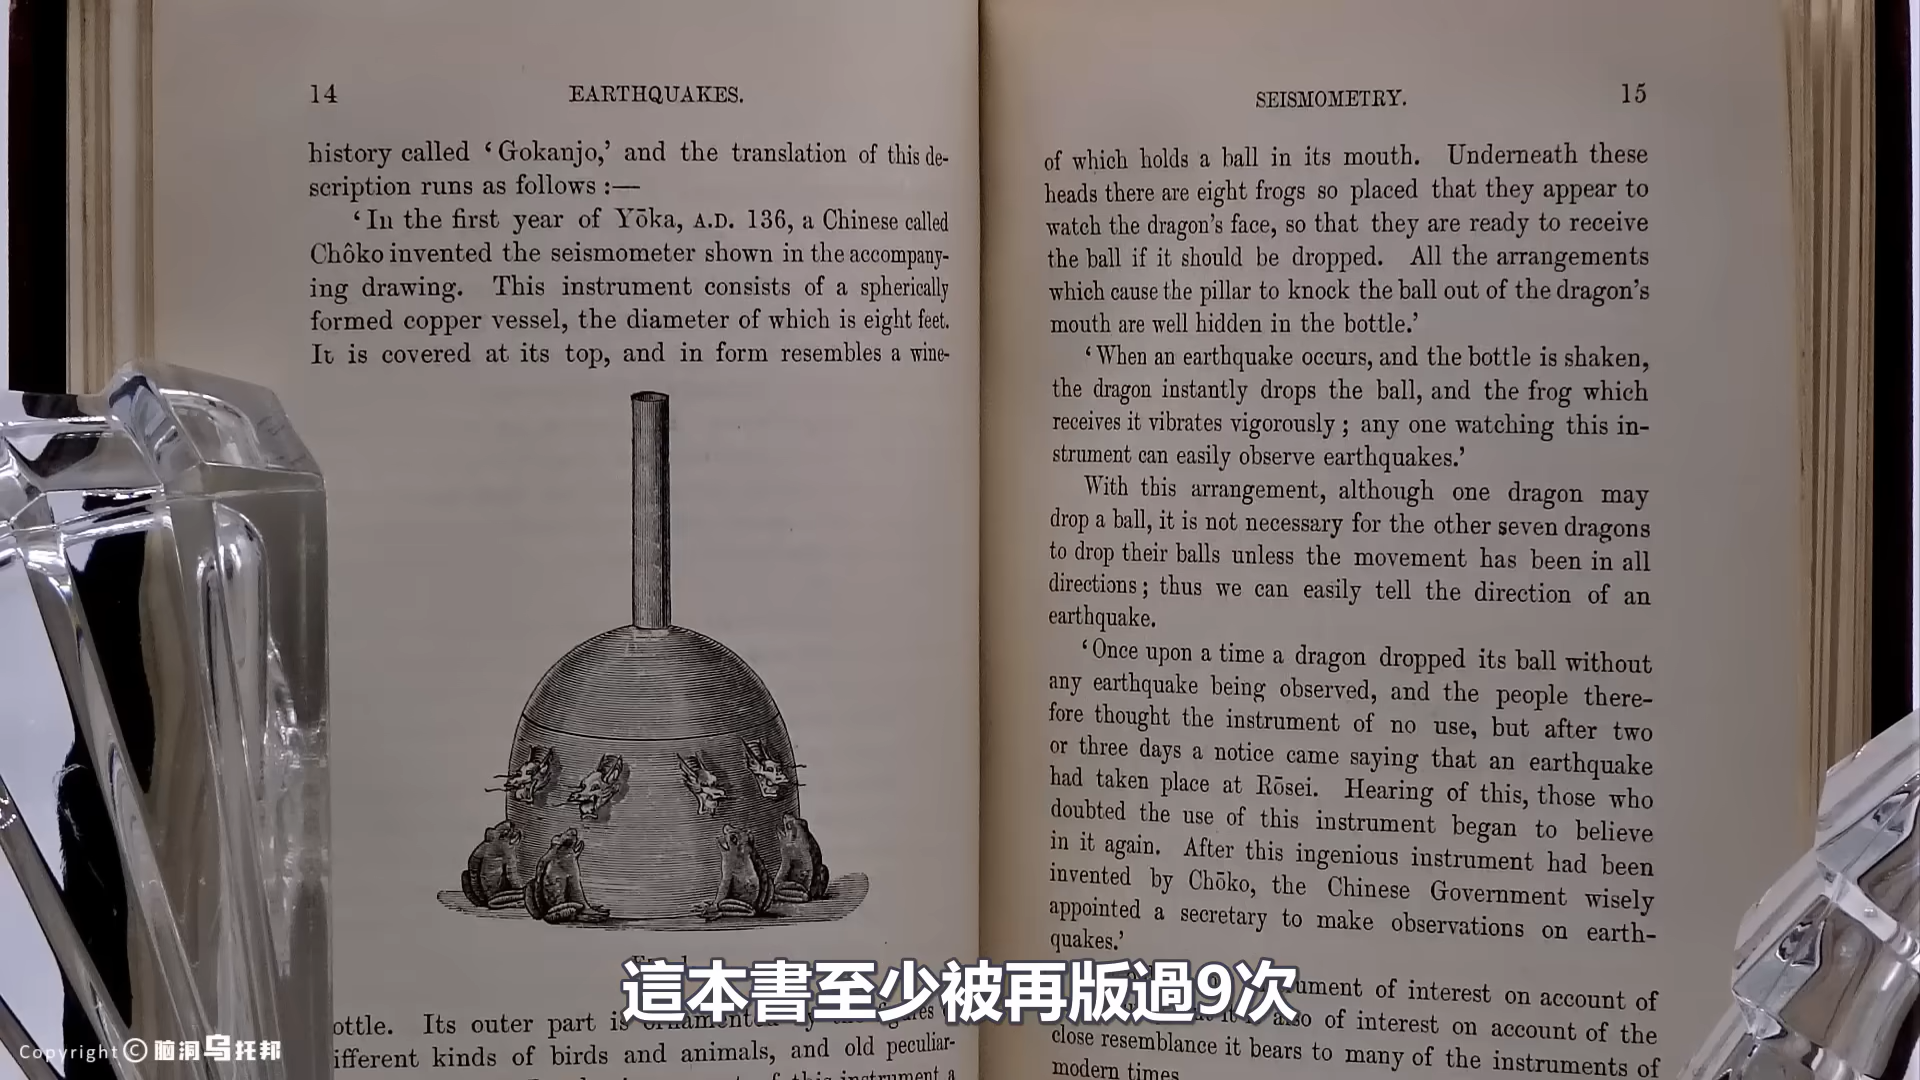 14 EARTHQUAKES.
history called ‘Gokanjo,’ and the translation of this de-
scription runs as follows :—
‘In the first year of Yōka, A.D. 136, a Chinese called
Chôko invented the seismometer shown in the accompany-
ing drawing. This instrument consists of a spherically
formed copper vessel, the diameter of which is eight feet.
It is covered at its top, and in form resembles a wine-
ottle. Its outer part is ornamented
ifferent kinds of birds and animals, and old peculiar-
this instrument a
SEISMOMETRY. 15
of which holds a ball in its mouth. Underneath these
heads there are eight frogs so placed that they appear to
watch the dragon's face, so that they are ready to receive
the ball if it should be dropped. All the arrangements
which cause the pillar to knock the ball out of the dragon's
mouth are well hidden in the bottle.’
‘When an earthquake occurs, and the bottle is shaken,
the dragon instantly drops the ball, and the frog which
receives it vibrates vigorously ; any one watching this in-
strument can easily observe earthquakes.’
With this arrangement, although one dragon may
drop a ball, it is not necessary for the other seven dragons
to drop their balls unless the movement has been in all
directions ; thus we can easily tell the direction of an
earthquake.
‘Once upon a time a dragon dropped its ball without
any earthquake being observed, and the people there-
fore thought the instrument of no use, but after two
or three days a notice came saying that an earthquake
had taken place at Rōsei. Hearing of this, those who
doubted the use of this instrument began to believe
in it again. After this ingenious instrument had been
invented by Chōko, the Chinese Government wisely
appointed a secretary to make observations on earth-
quakes.’
of interest on account of
also of interest on account of the
close resemblance it bears to many of the instruments of
modern times.
這本書至少被再版過9次
Copyright © 脑洞乌托邦